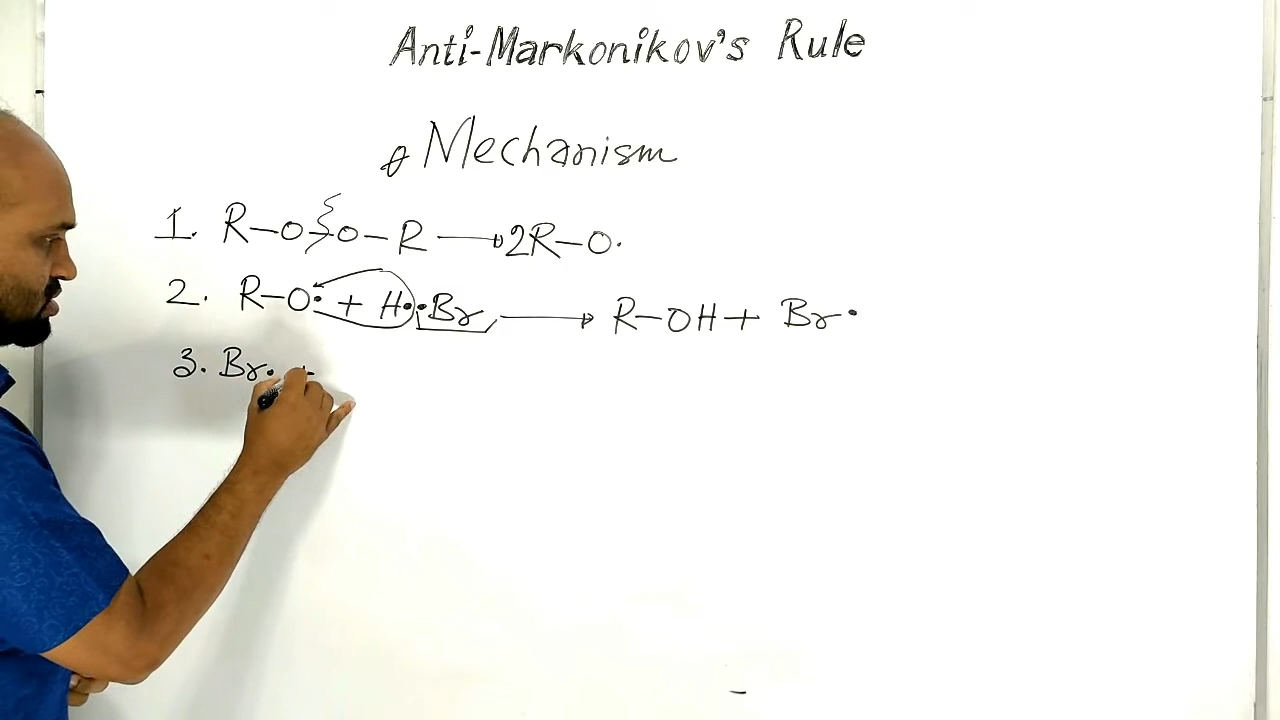 Anti-Markonikov's Rule
Mechanism
1. R-O-O-R → 2R-O·
2. R-O· + H··Br → R-OH + Br·
3. Br· +